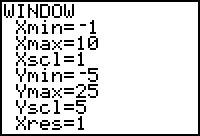 WINDOW
Xmin=-1
Xmax=10
Xscl=1
Ymin=-5
Ymax=25
Yscl=5
Xres=1